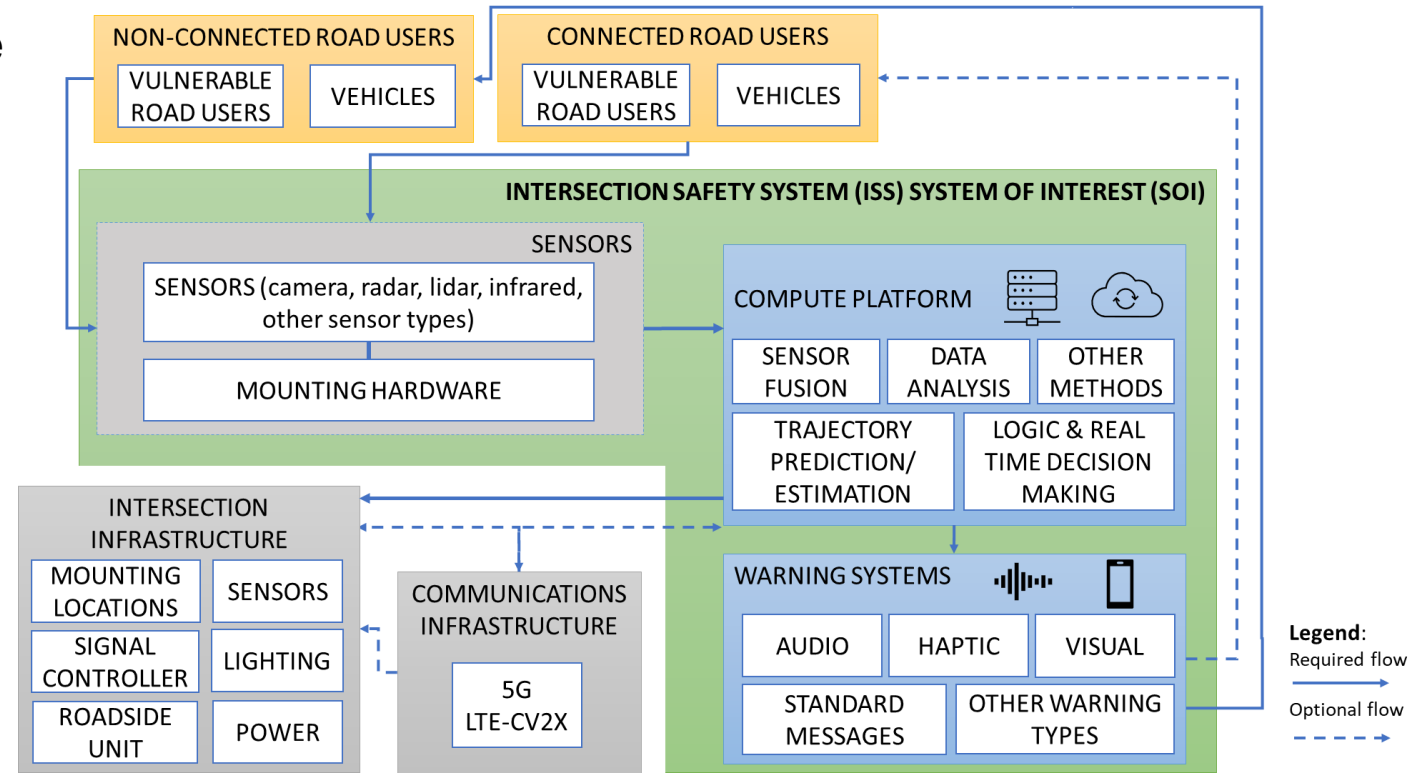 e
NON-CONNECTED ROAD USERS
VULNERABLE
ROAD USERS
VEHICLES
CONNECTED ROAD USERS
VULNERABLE
ROAD USERS
VEHICLES
INTERSECTION SAFETY SYSTEM (ISS) SYSTEM OF INTEREST (SOI)
SENSORS
SENSORS (camera, radar, lidar, infrared,
other sensor types)
MOUNTING HARDWARE
COMPUTE PLATFORM
SENSOR
FUSION
DATA
ANALYSIS
OTHER
METHODS
TRAJECTORY
PREDICTION/
ESTIMATION
LOGIC & REAL
TIME DECISION
MAKING
INTERSECTION
INFRASTRUCTURE
MOUNTING
LOCATIONS
SENSORS
SIGNAL
CONTROLLER
LIGHTING
ROADSIDE
UNIT
POWER
COMMUNICATIONS
INFRASTRUCTURE
5G
LTE-CV2X
WARNING SYSTEMS
AUDIO
HAPTIC
VISUAL
STANDARD
MESSAGES
OTHER WARNING
TYPES
Legend:
Required flow
Optional flow